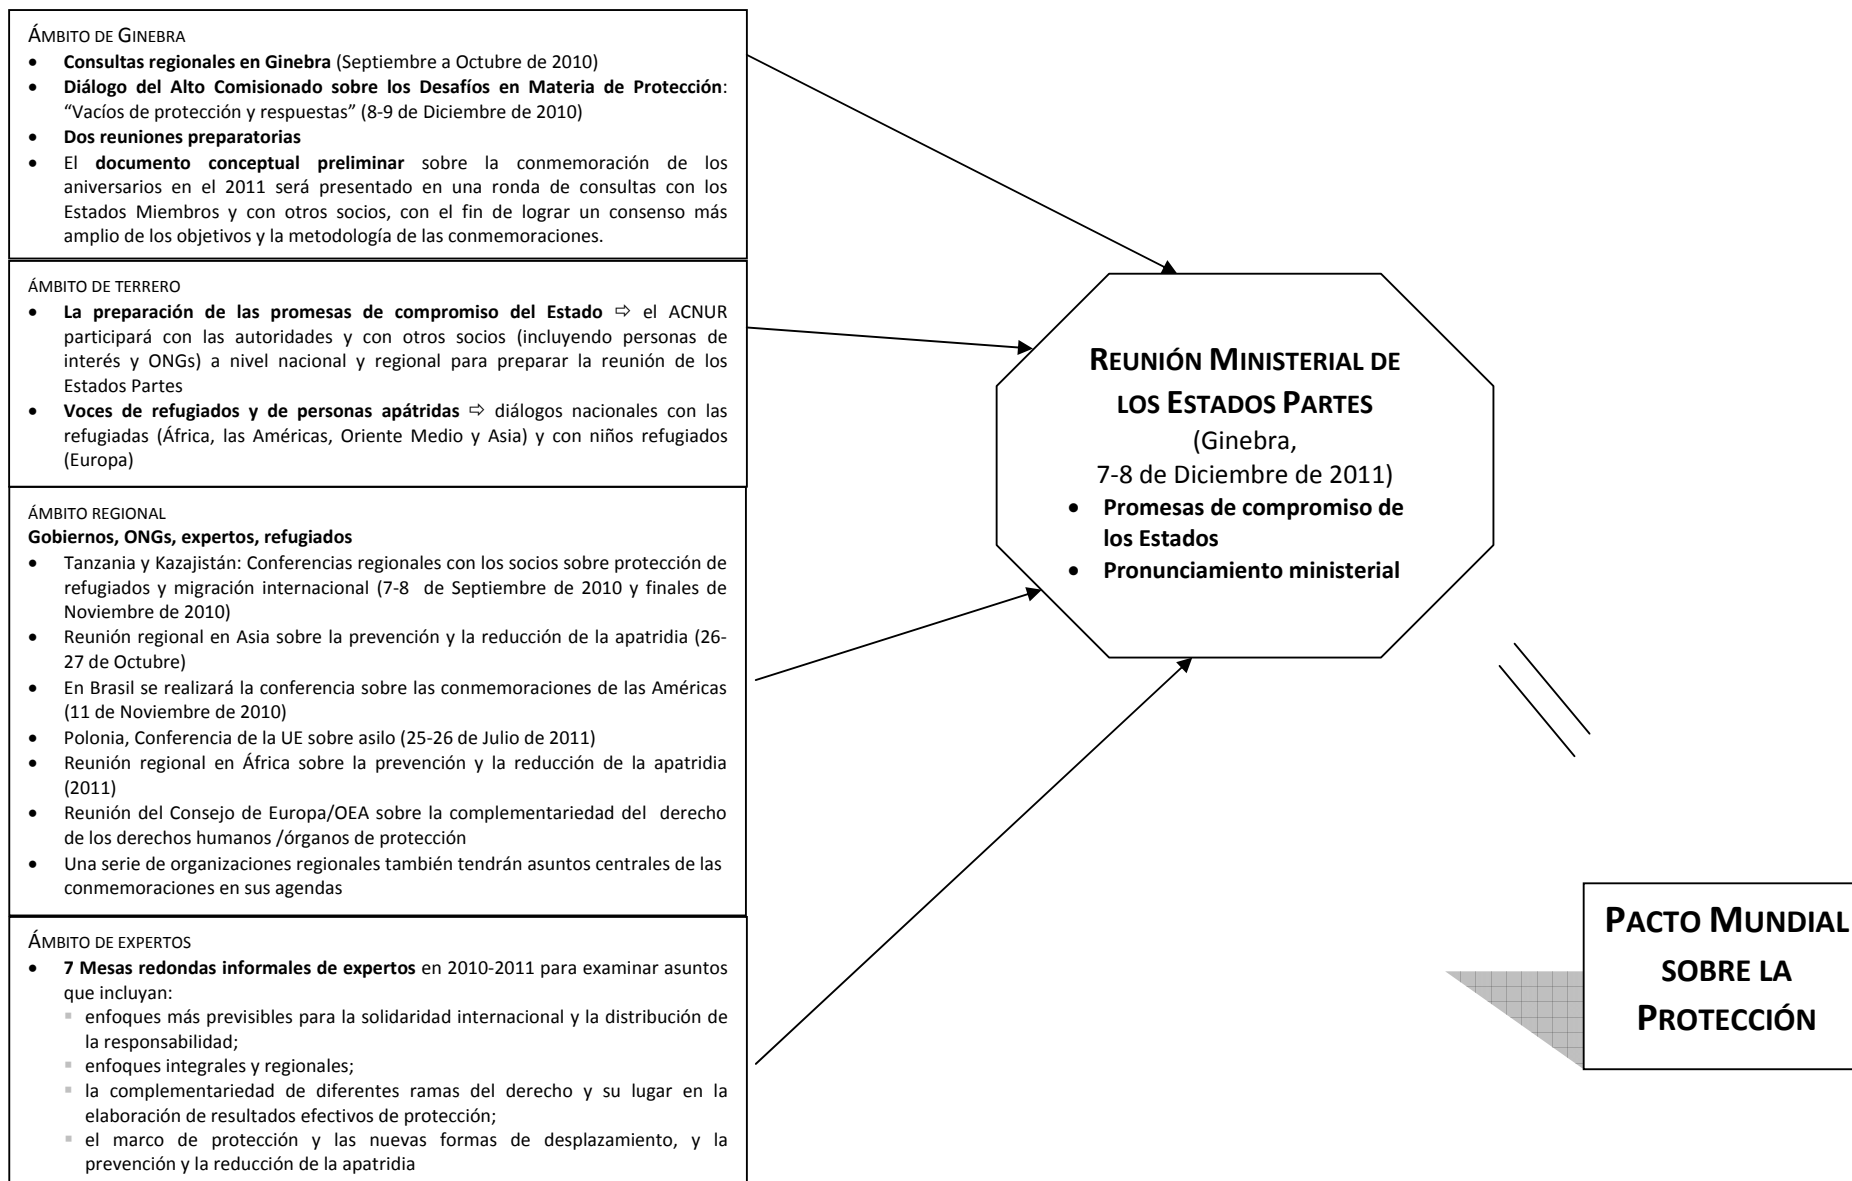 ÁMBITO DE GINEBRA
• Consultas regionales en Ginebra (Septiembre a Octubre de 2010)
• Diálogo del Alto Comisionado sobre los Desafíos en Materia de Protección:
“Vacíos de protección y respuestas” (8-9 de Diciembre de 2010)
• Dos reuniones preparatorias
• El documento conceptual preliminar sobre la conmemoración de los
aniversarios en el 2011 será presentado en una ronda de consultas con los
Estados Miembros y con otros socios, con el fin de lograr un consenso más
amplio de los objetivos y la metodología de las conmemoraciones.
ÁMBITO DE TERRERO
• La preparación de las promesas de compromiso del Estado ⇨ el ACNUR
participará con las autoridades y con otros socios (incluyendo personas de
interés y ONGs) a nivel nacional y regional para preparar la reunión de los
Estados Partes
• Voces de refugiados y de personas apátridas ⇨ diálogos nacionales con las
refugiadas (África, las Américas, Oriente Medio y Asia) y con niños refugiados
(Europa)
ÁMBITO REGIONAL
Gobiernos, ONGs, expertos, refugiados
• Tanzania y Kazajistán: Conferencias regionales con los socios sobre protección de
refugiados y migración internacional (7-8 de Septiembre de 2010 y finales de
Noviembre de 2010)
• Reunión regional en Asia sobre la prevención y la reducción de la apatridia (26-
27 de Octubre)
• En Brasil se realizará la conferencia sobre las conmemoraciones de las Américas
(11 de Noviembre de 2010)
• Polonia, Conferencia de la UE sobre asilo (25-26 de Julio de 2011)
• Reunión regional en África sobre la prevención y la reducción de la apatridia
(2011)
• Reunión del Consejo de Europa/OEA sobre la complementariedad del derecho
de los derechos humanos /órganos de protección
• Una serie de organizaciones regionales también tendrán asuntos centrales de las
conmemoraciones en sus agendas
ÁMBITO DE EXPERTOS
• 7 Mesas redondas informales de expertos en 2010-2011 para examinar asuntos
que incluyan:
▪ enfoques más previsibles para la solidaridad internacional y la distribución de
la responsabilidad;
▪ enfoques integrales y regionales;
▪ la complementariedad de diferentes ramas del derecho y su lugar en la
elaboración de resultados efectivos de protección;
▪ el marco de protección y las nuevas formas de desplazamiento, y la
prevención y la reducción de la apatridia
REUNIÓN MINISTERIAL DE
LOS ESTADOS PARTES
(Ginebra,
7-8 de Diciembre de 2011)
• Promesas de compromiso de
los Estados
• Pronunciamiento ministerial
PACTO MUNDIAL
SOBRE LA
PROTECCIÓN